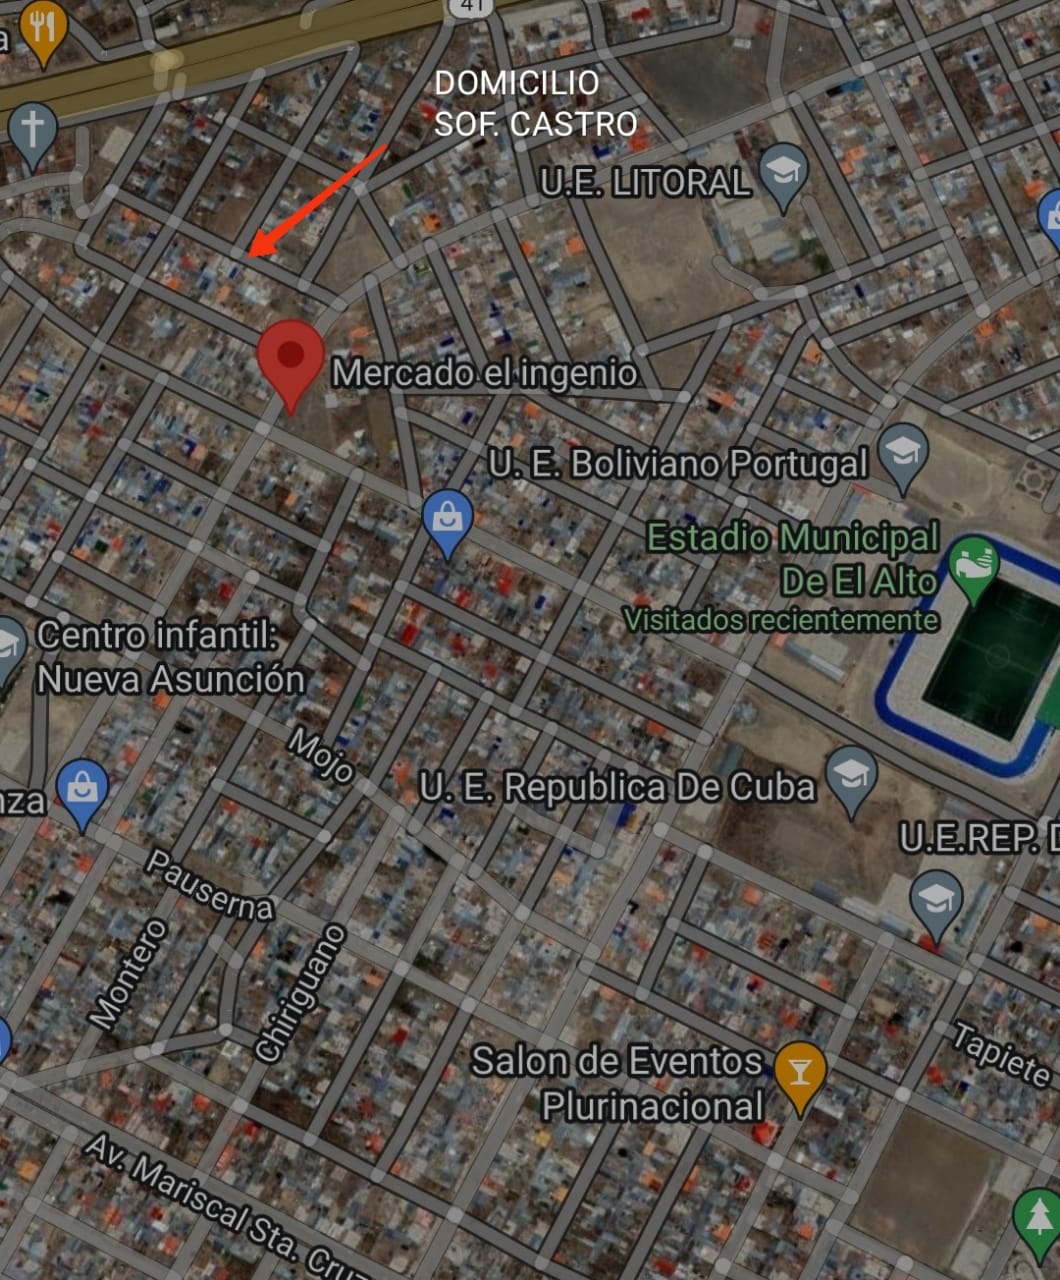 41
a
DOMICILIO
SOF. CASTRO
U.E. LITORAL
Mercado el ingenio
U. E. Boliviano Portugal
Estadio Municipal
De El Alto
Visitados recientemente
Centro infantil:
Nueva Asunción
Mojo
U. E. Republica De Cuba
nza
U.E.REP. D
Pauserna
Montero
Chiriguano
Tapiete
Salon de Eventos
Plurinacional
Av. Mariscal Sta. Cruz